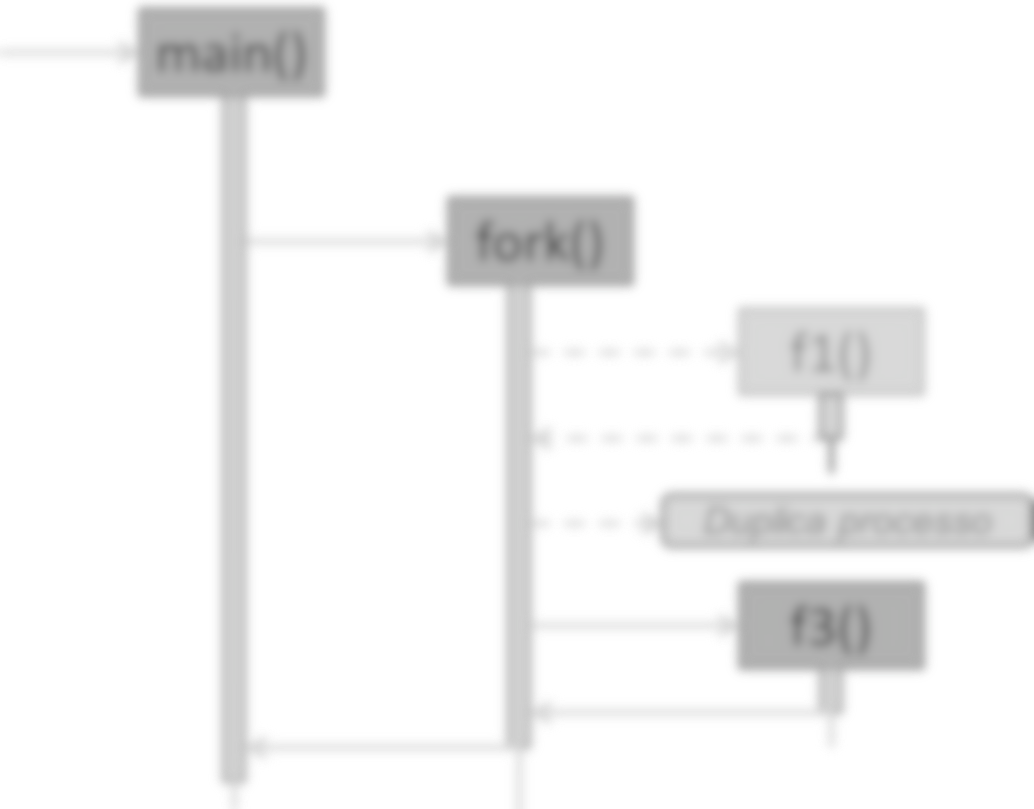 main()
fork()
f1()
Duplica processo
f3()